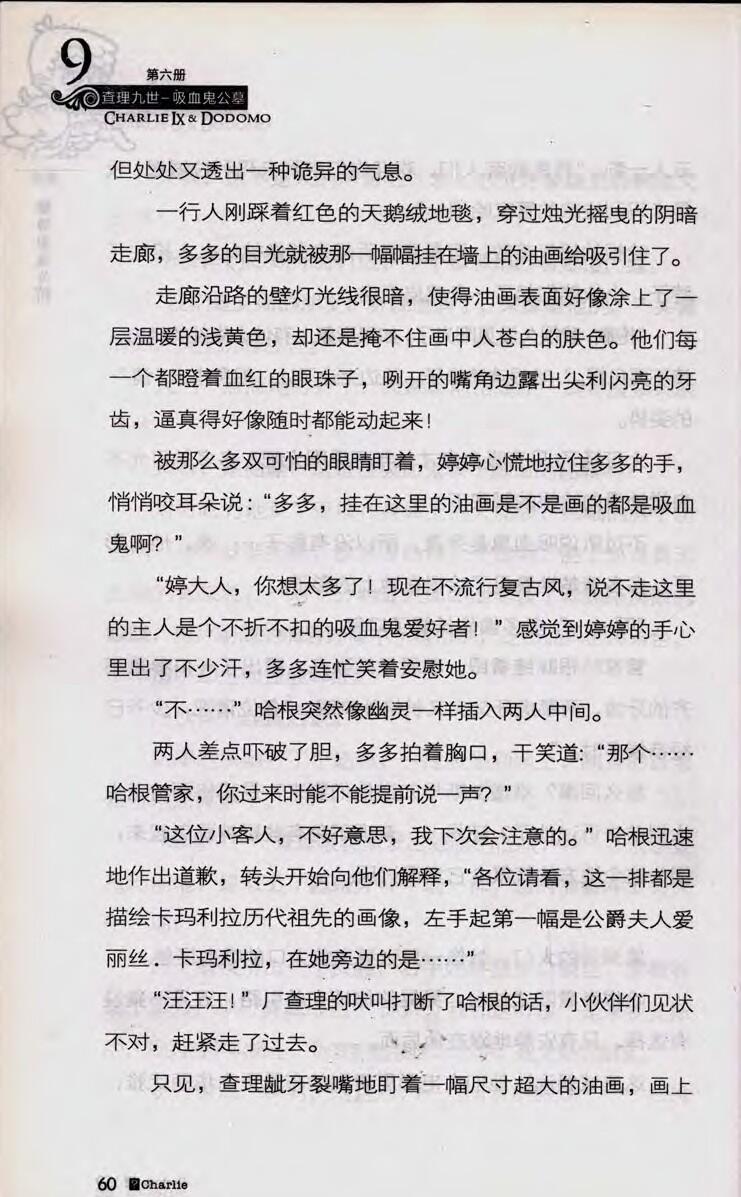 9
第六册
查理九世-吸血鬼公墓
CHARLIE IX & DODOMO
但处处又透出一种诡异的气息。
一行人刚踩着红色的天鹅绒地毯，穿过烛光摇曳的阴暗
走廊，多多的目光就被那一幅幅挂在墙上的油画给吸引住了。
走廊沿路的壁灯光线很暗，使得油画表面好像涂上了一
层温暖的浅黄色，却还是掩不住画中人苍白的肤色。他们每
一个都瞪着血红的眼珠子，咧开的嘴角边露出尖利闪亮的牙
齿，逼真得好像随时都能动起来！
被那么多双可怕的眼睛盯着，婷婷心慌地拉住多多的手，
悄悄咬耳朵说：“多多，挂在这里的油画是不是画的都是吸血
鬼啊？”
“婷大人，你想太多了！现在不流行复古风，说不走这里
的主人是个不折不扣的吸血鬼爱好者！”感觉到婷婷的手心
里出了不少汗，多多连忙笑着安慰她。
“不……”哈根突然像幽灵一样插入两人中间。
两人差点吓破了胆，多多拍着胸口，干笑道：“那个……
哈根管家，你过来时能不能提前说一声？”
“这位小客人，不好意思，我下次会注意的。”哈根迅速
地作出道歉，转头开始向他们解释，“各位请看，这一排都是
描绘卡玛利拉历代祖先的画像，左手起第一幅是公爵夫人爱
丽丝．卡玛利拉，在她旁边的是……”
“汪汪汪！”厂查理的吠叫打断了哈根的话，小伙伴们见状
不对，赶紧走了过去。
只见，查理龇牙裂嘴地盯着一幅尺寸超大的油画，画上
60 Charlie